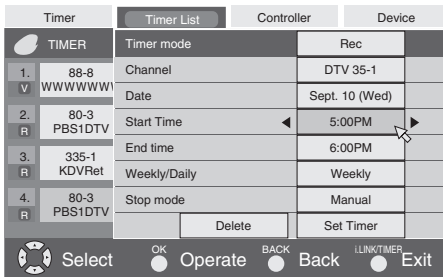 Timer Timer List Controller Device
TIMER
1. 88-8
V WWWWWWW
2. 80-3
R PBS1DTV
3. 335-1
R KDVRet
4. 80-3
R PBS1DTV
Timer mode Rec
Channel DTV 35-1
Date Sept. 10 (Wed)
Start Time 5:00PM
End time 6:00PM
Weekly/Daily Weekly
Stop mode Manual
Delete Set Timer
Select OK Operate BACK Back i.LINK/TIMER Exit